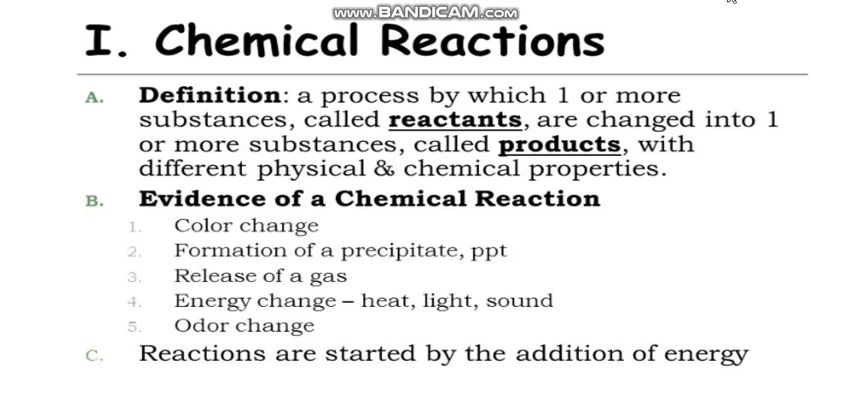 www.BANDICAM.com
I. Chemical Reactions
A. Definition: a process by which 1 or more
substances, called reactants, are changed into 1
or more substances, called products, with
different physical & chemical properties.
B. Evidence of a Chemical Reaction
1. Color change
2. Formation of a precipitate, ppt
3. Release of a gas
4. Energy change – heat, light, sound
5. Odor change
C. Reactions are started by the addition of energy